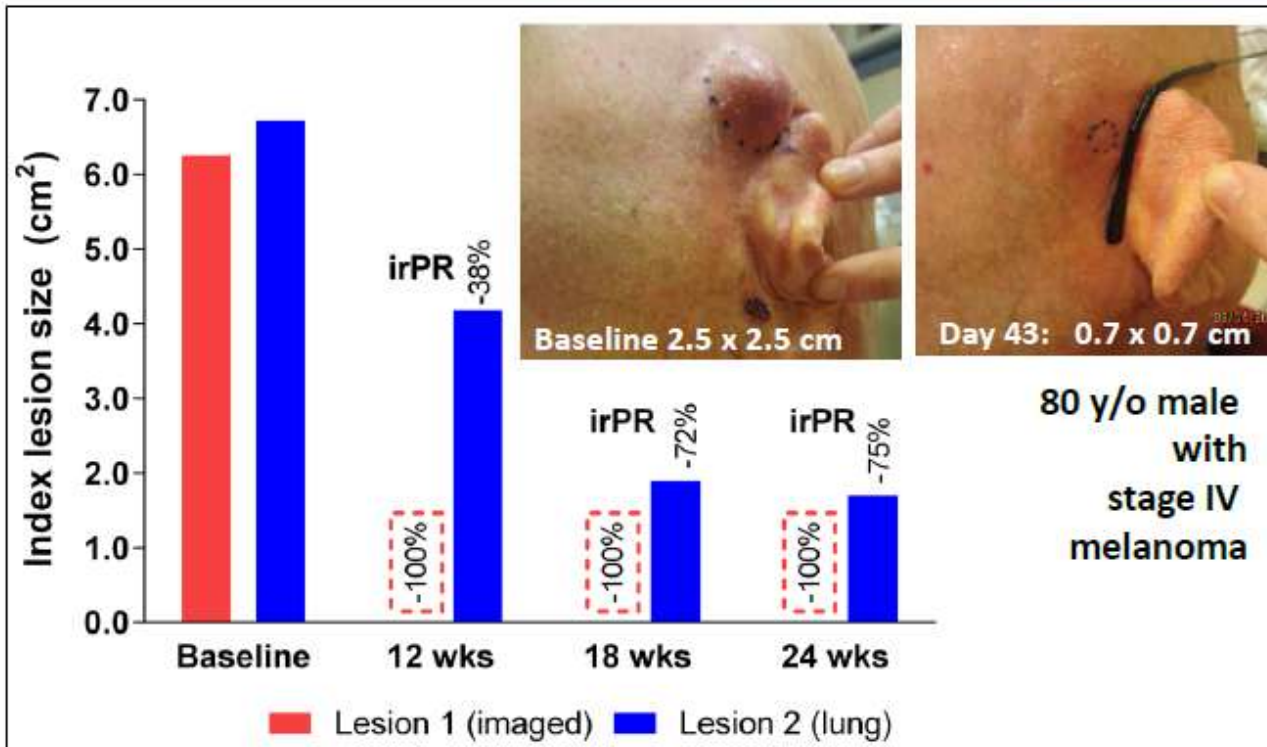 Index lesion size (cm²)
7.0
6.0
5.0
4.0
3.0
2.0
1.0
0.0
Baseline
12 wks
18 wks
24 wks
irPR
-38%
-100%
irPR
-72%
-100%
irPR
-75%
-100%
Baseline 2.5 x 2.5 cm
Day 43: 0.7 x 0.7 cm
80 y/o male
with
stage IV
melanoma
Lesion 1 (imaged)
Lesion 2 (lung)